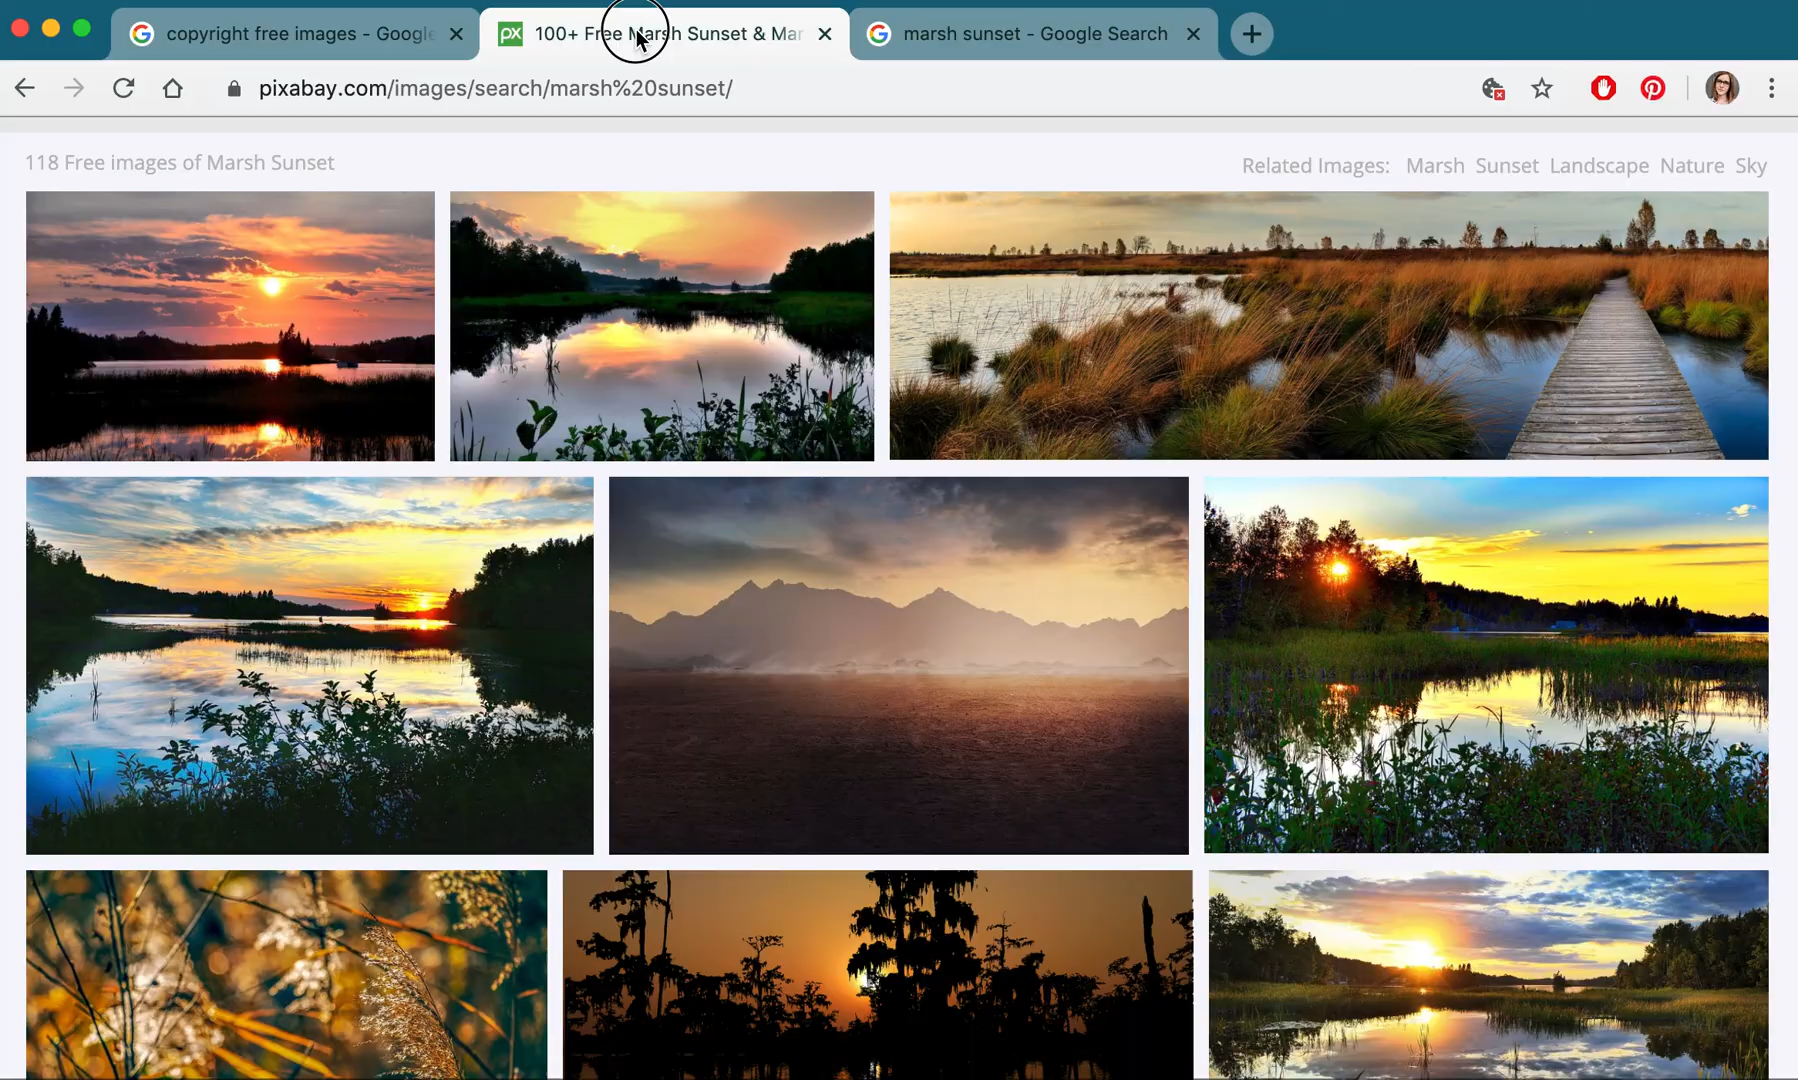 copyright free images - Google
100+ Free Marsh Sunset & Mar
marsh sunset - Google Search
pixabay.com/images/search/marsh%20sunset/
118 Free images of Marsh Sunset
Related Images: Marsh Sunset Landscape Nature Sky